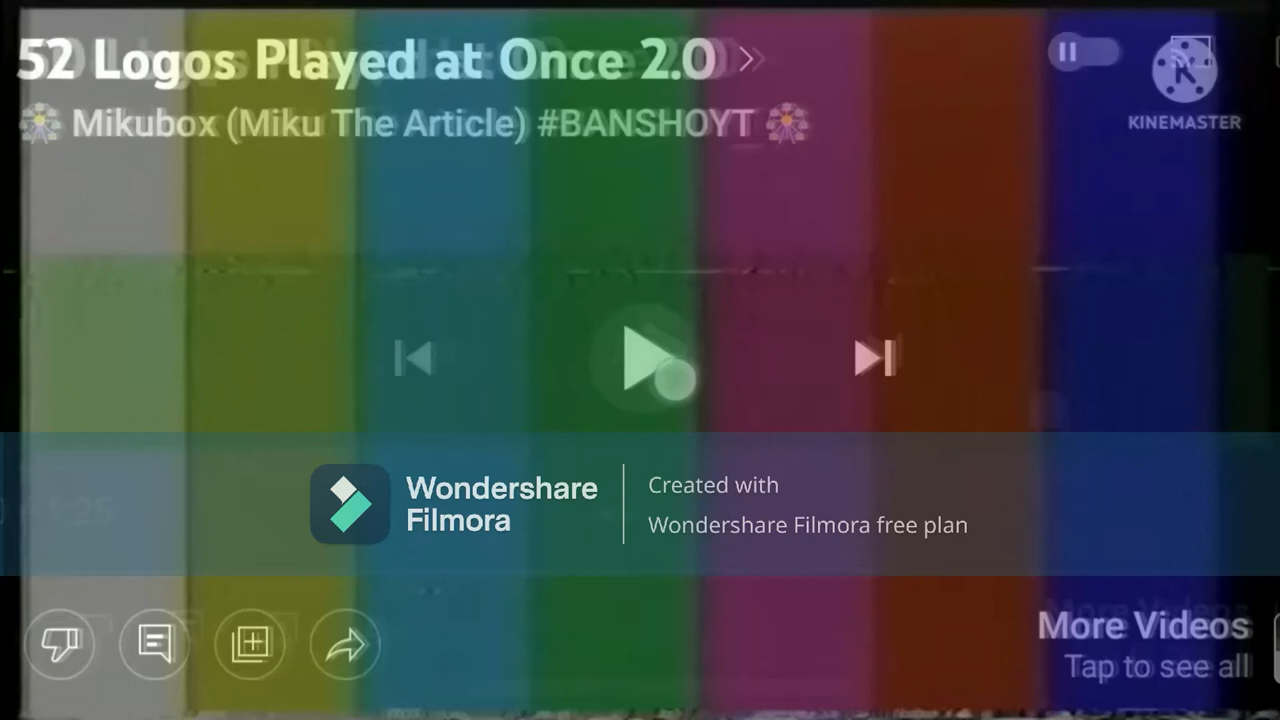 52 Logos Played at Once 2.0
Mikubox (Miku The Article) #BANSHOYT
K
KINEMASTER
Wondershare
Filmora
Created with
Wondershare Filmora free plan
More Videos
Tap to see all